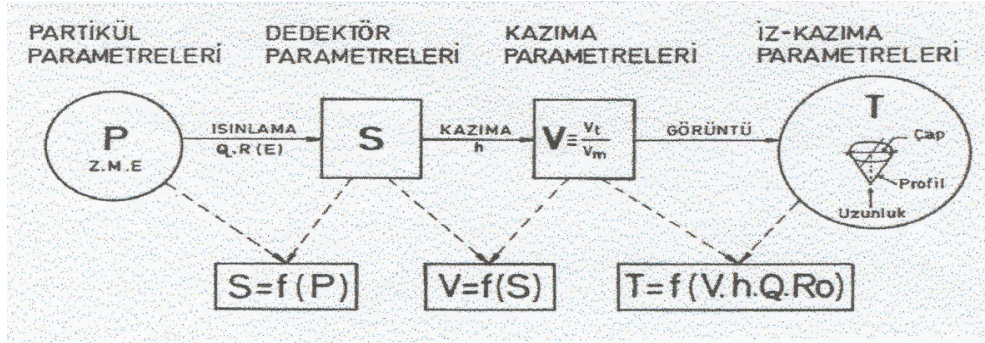 PARTİKÜL PARAMETRELERİ
DEDEKTÖR PARAMETRELERİ
KAZIMA PARAMETRELERİ
İZ-KAZIMA PARAMETRELERİ
P
Z.M.E
ISINLAMA
Q.R(E)
S
KAZIMA
h
V≡Vt/Vm
GÖRÜNTÜ
T
Çap
Profil
Uzunluk
S=f(P)
V=f(S)
T=f(V.h.Q.Ro)